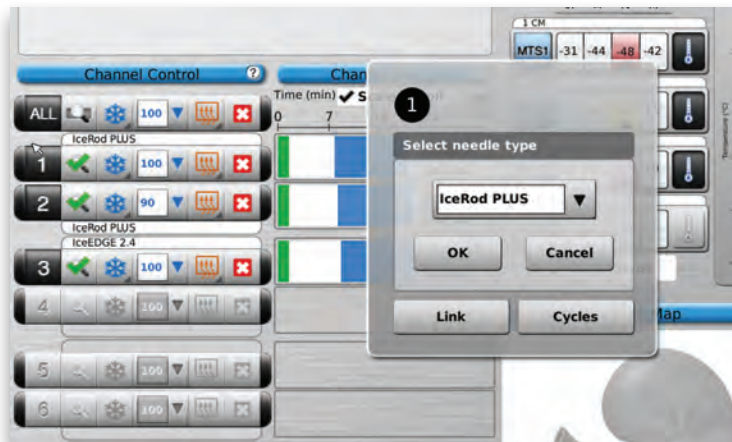 1 CM
MTS1 -31 -44 -48 -42
Channel Control ?
Chan
Time (min) S
0 7
ALL 100
IceRod PLUS
1 100
2 90
IceRod PLUS
IceEDGE 2.4
3 100
4 100
5 100
6 100
1
Select needle type
IceRod PLUS
OK Cancel
Link Cycles
Map
Temperature (°C)